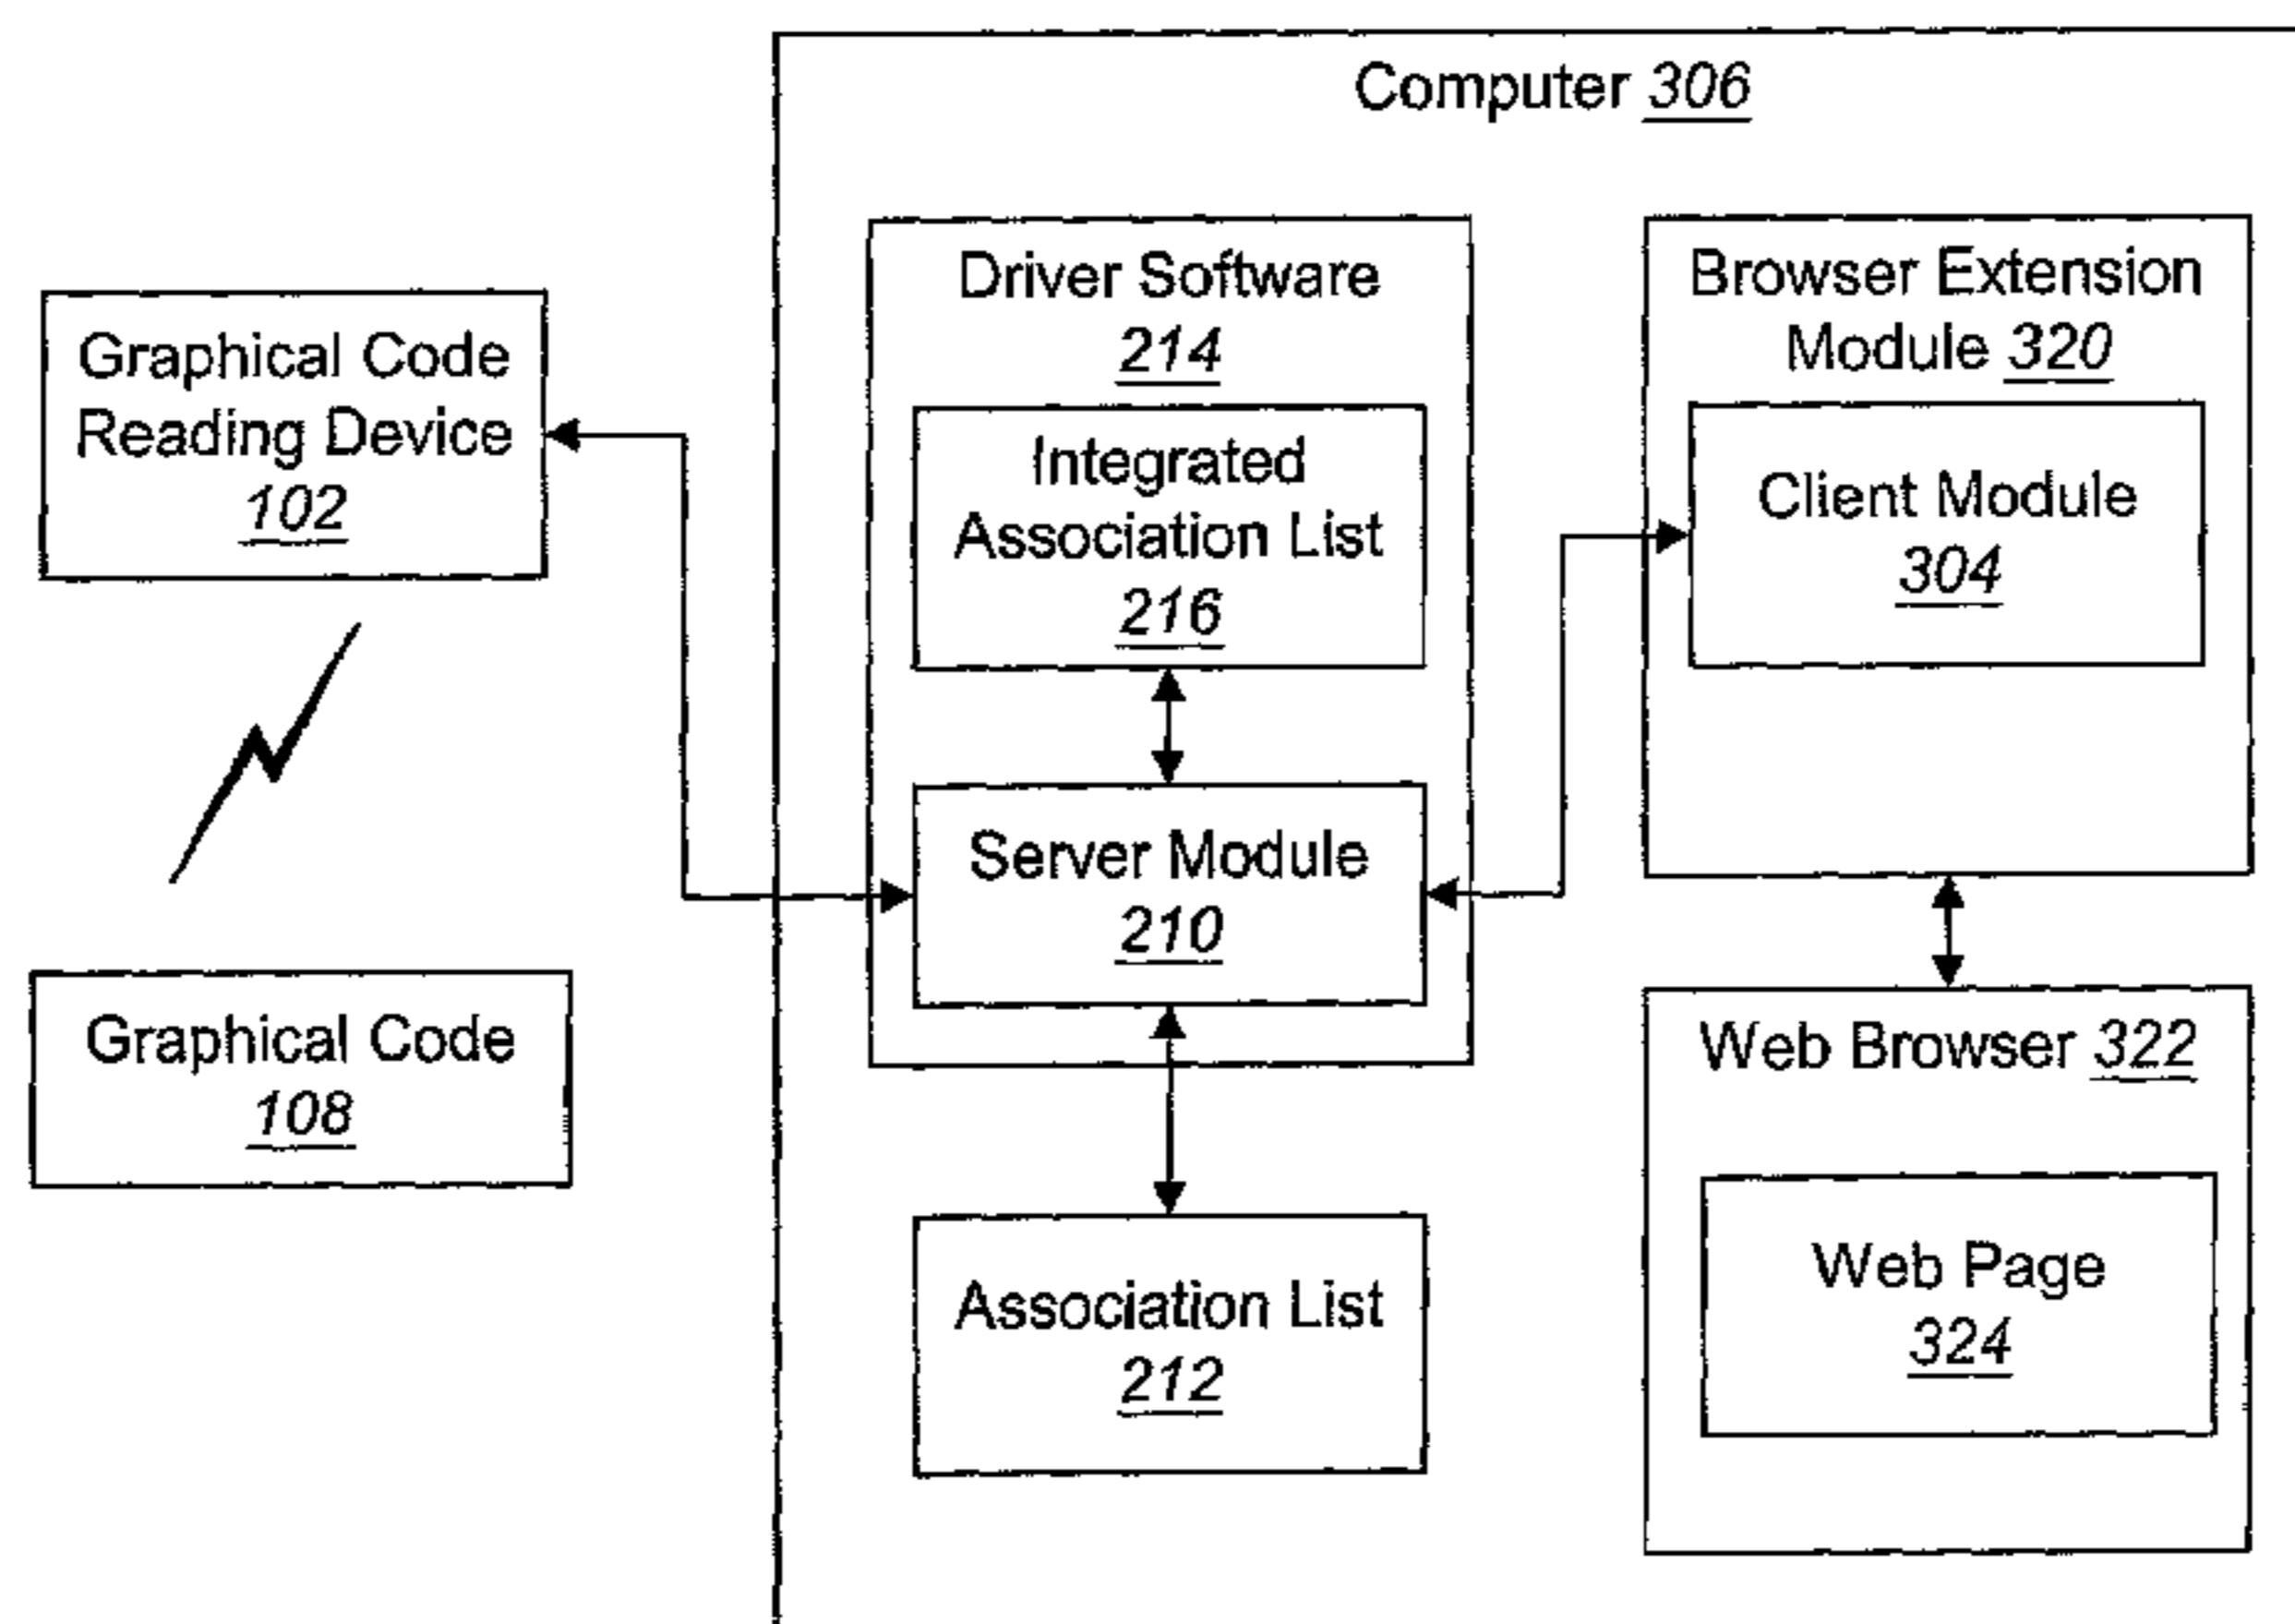 Computer 306
Graphical Code
Reading Device
102
Graphical Code
108
Driver Software
214
Integrated
Association List
216
Server Module
210
Association List
212
Browser Extension
Module 320
Client Module
304
Web Browser 322
Web Page
324